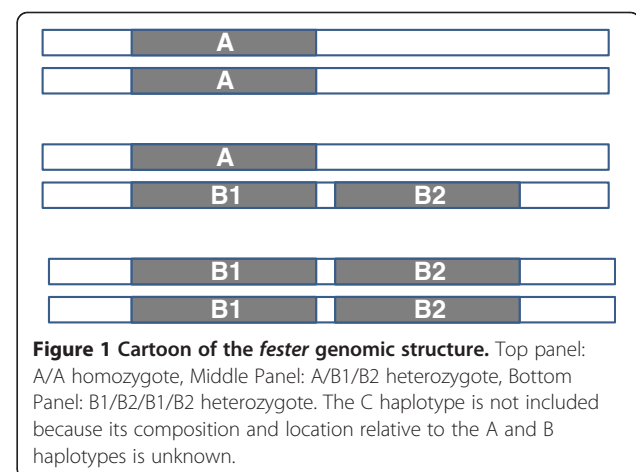 A
A
A
B1 B2
B1 B2
B1 B2
Figure 1 Cartoon of the fester genomic structure. Top panel:
A/A homozygote, Middle Panel: A/B1/B2 heterozygote, Bottom
Panel: B1/B2/B1/B2 heterozygote. The C haplotype is not included
because its composition and location relative to the A and B
haplotypes is unknown.